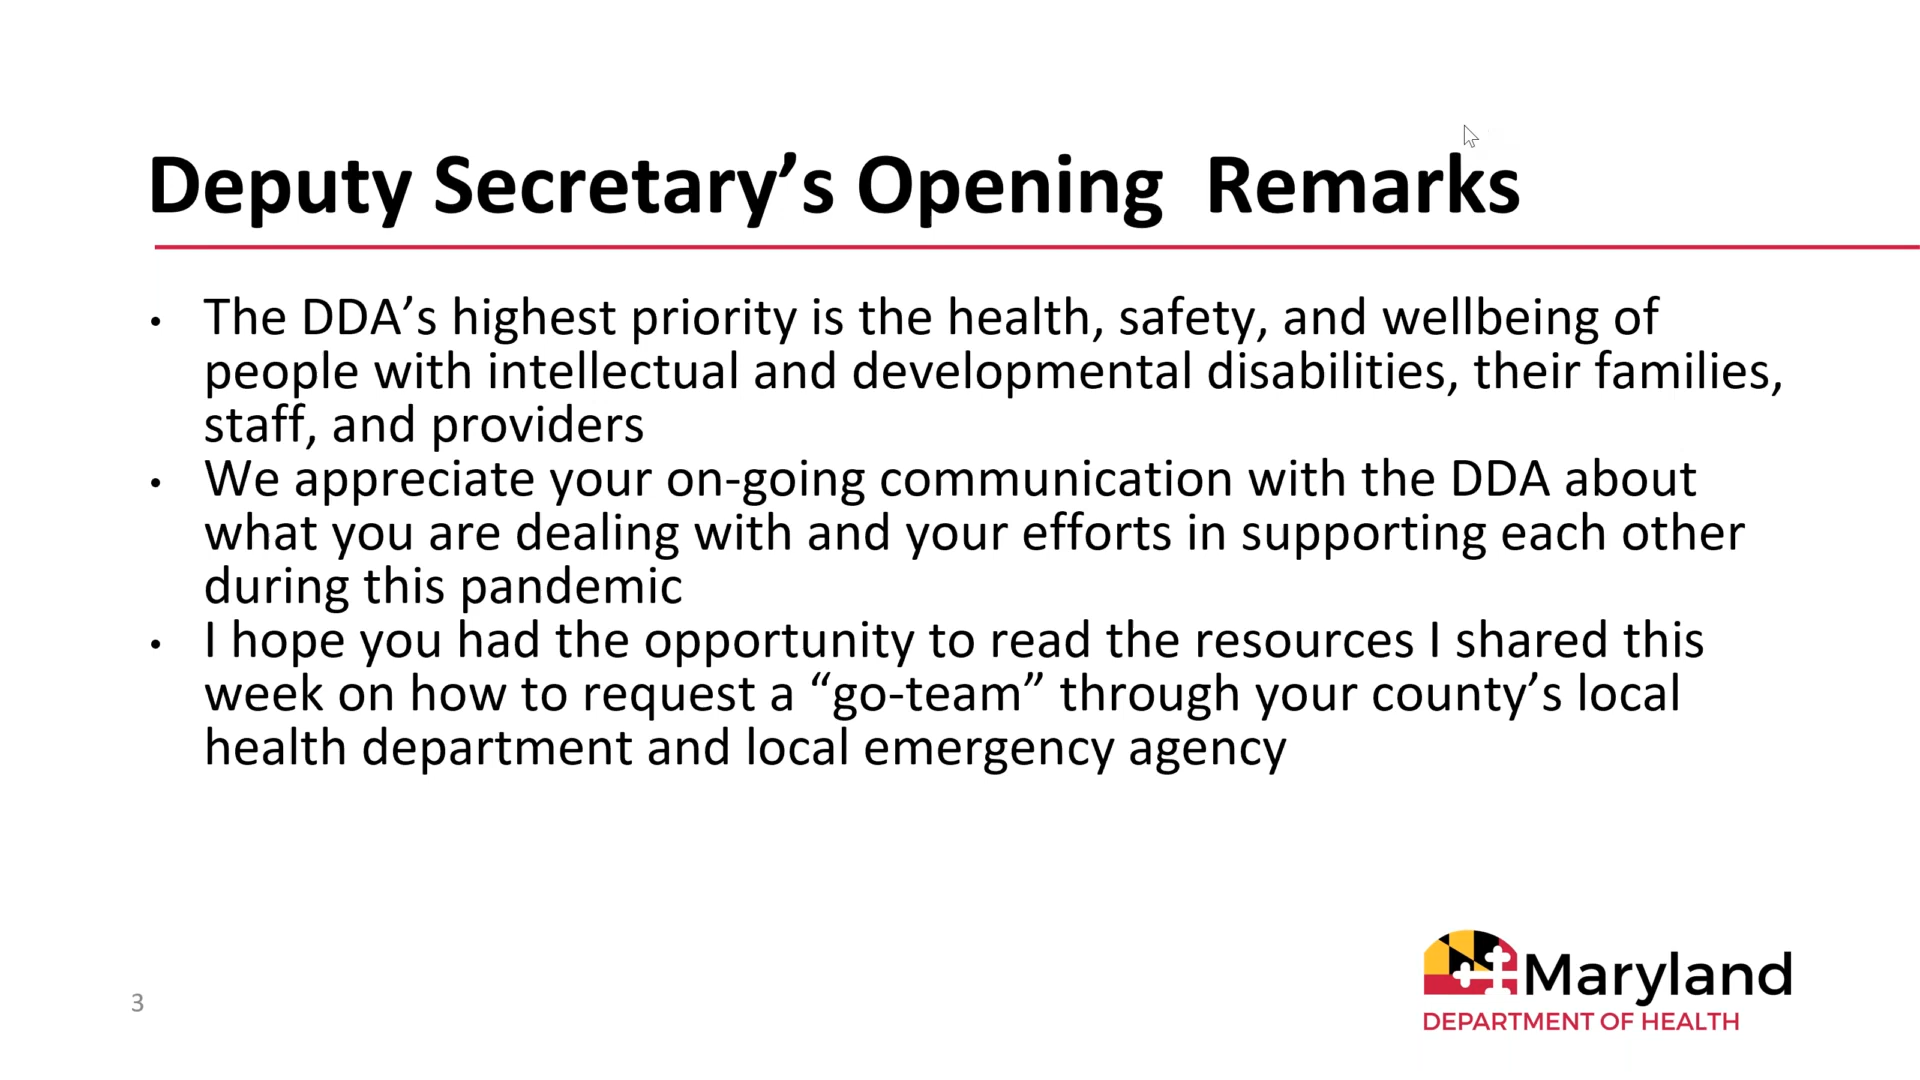 Deputy Secretary’s Opening  Remarks
• The DDA’s highest priority is the health, safety, and wellbeing of
people with intellectual and developmental disabilities, their families,
staff, and providers
• We appreciate your on-going communication with the DDA about
what you are dealing with and your efforts in supporting each other
during this pandemic
• I hope you had the opportunity to read the resources I shared this
week on how to request a “go-team” through your county’s local
health department and local emergency agency
3
Maryland
DEPARTMENT OF HEALTH